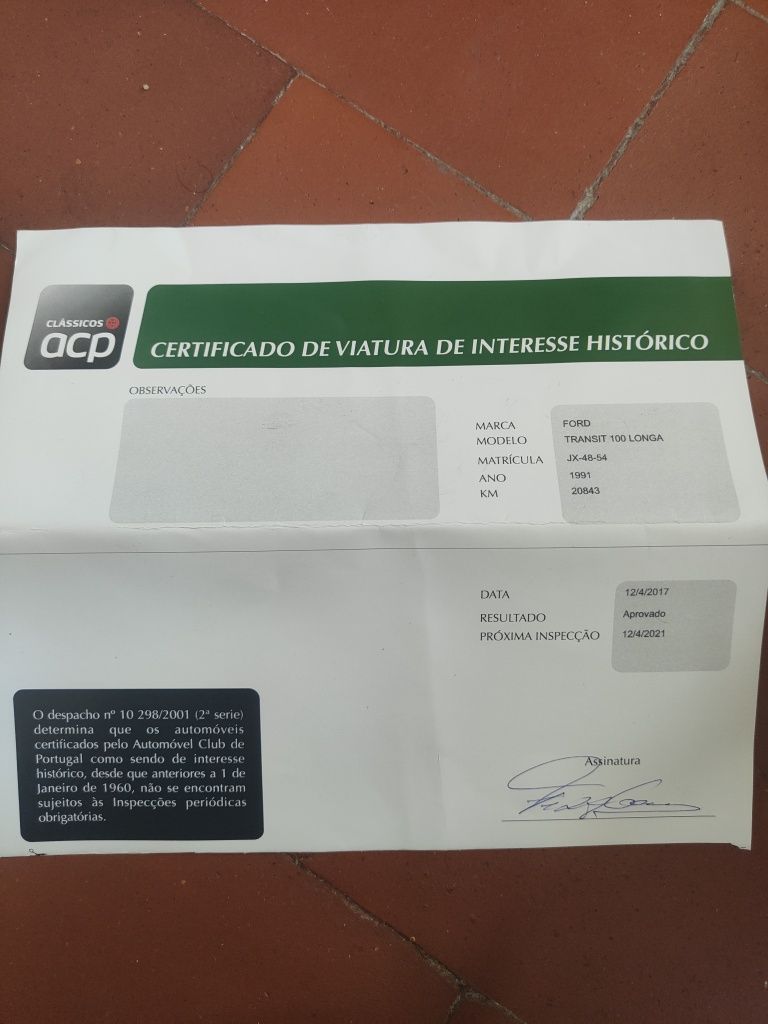 CLÁSSICOS
acp
CERTIFICADO DE VIATURA DE INTERESSE HISTÓRICO
OBSERVAÇÕES
MARCA FORD
MODELO TRANSIT 100 LONGA
MATRÍCULA JX-48-54
ANO 1991
KM 20843
DATA 12/4/2017
RESULTADO Aprovado
PRÓXIMA INSPECÇÃO 12/4/2021
O despacho nº 10 298/2001 (2ª serie)
determina que os automóveis
certificados pelo Automóvel Club de
Portugal como sendo de interesse
histórico, desde que anteriores a 1 de
Janeiro de 1960, não se encontram
sujeitos às Inspecções periódicas
obrigatórias.
Assinatura